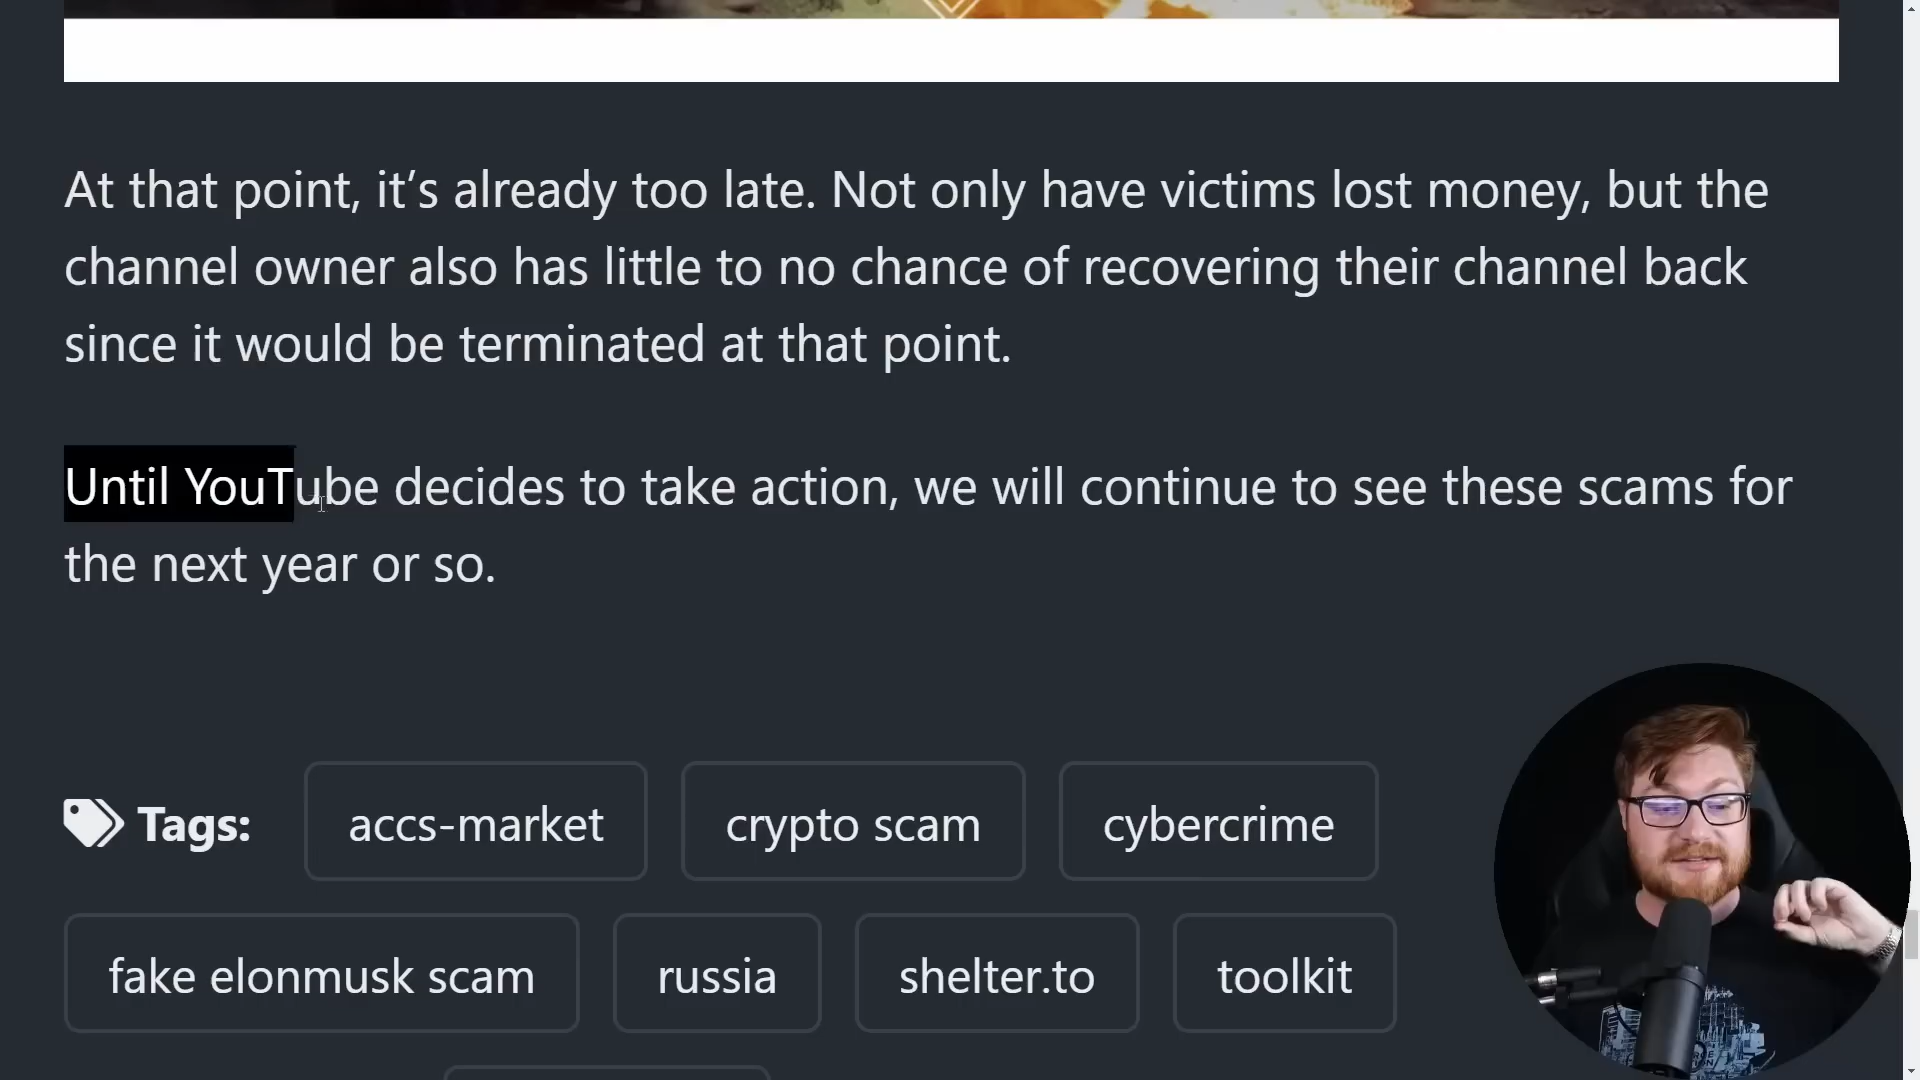 At that point, it’s already too late. Not only have victims lost money, but the
channel owner also has little to no chance of recovering their channel back
since it would be terminated at that point.
Until YouTube decides to take action, we will continue to see these scams for
the next year or so.
Tags: accs-market crypto scam cybercrime
fake elonmusk scam russia shelter.to toolkit